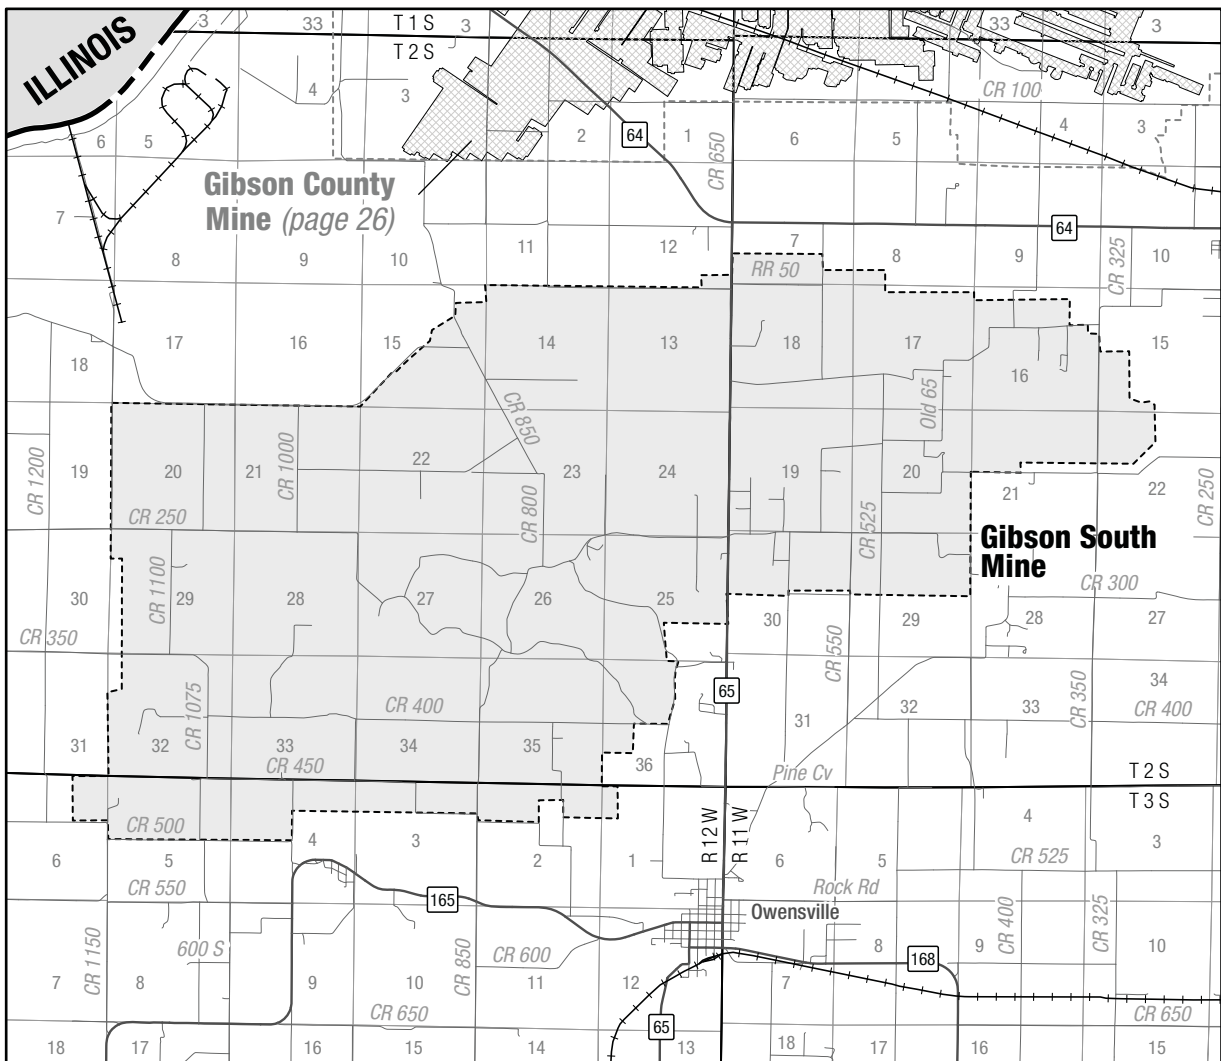 ILLINOIS
3
33
T 1 S
3
33
3
T 2 S
4
3
CR 100
6
5
2
64
1
CR 650
6
5
4
3
Gibson County
Mine (page 26)
7
8
9
10
11
12
7
64
8
9
CR 325
10
RR 50
18
17
16
15
14
13
18
17
16
15
Old 65
CR 850
CR 1200
19
20
21
CR 1000
22
23
24
19
20
21
22
CR 250
CR 250
CR 800
CR 525
Gibson South
Mine
CR 1100
CR 300
30
29
28
27
26
25
30
29
28
27
CR 350
CR 550
34
CR 1075
CR 400
65
31
32
33
CR 350
CR 400
31
32
33
34
35
36
CR 450
Pine Cv
T 2 S
T 3 S
CR 500
R 12 W
R 11 W
4
3
6
5
4
3
2
1
6
5
CR 525
CR 550
165
Rock Rd
Owensville
CR 400
CR 325
CR 1150
600 S
CR 850
CR 600
8
9
10
168
7
8
9
10
11
12
7
CR 650
65
CR 650
18
17
16
15
14
13
18
17
16
15